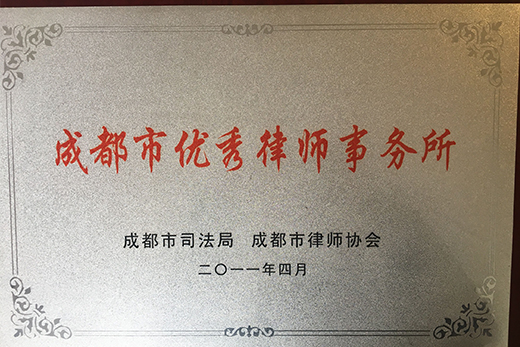 成都市优秀律师事务所
成都市司法局 成都市律师协会
二〇一一年四月